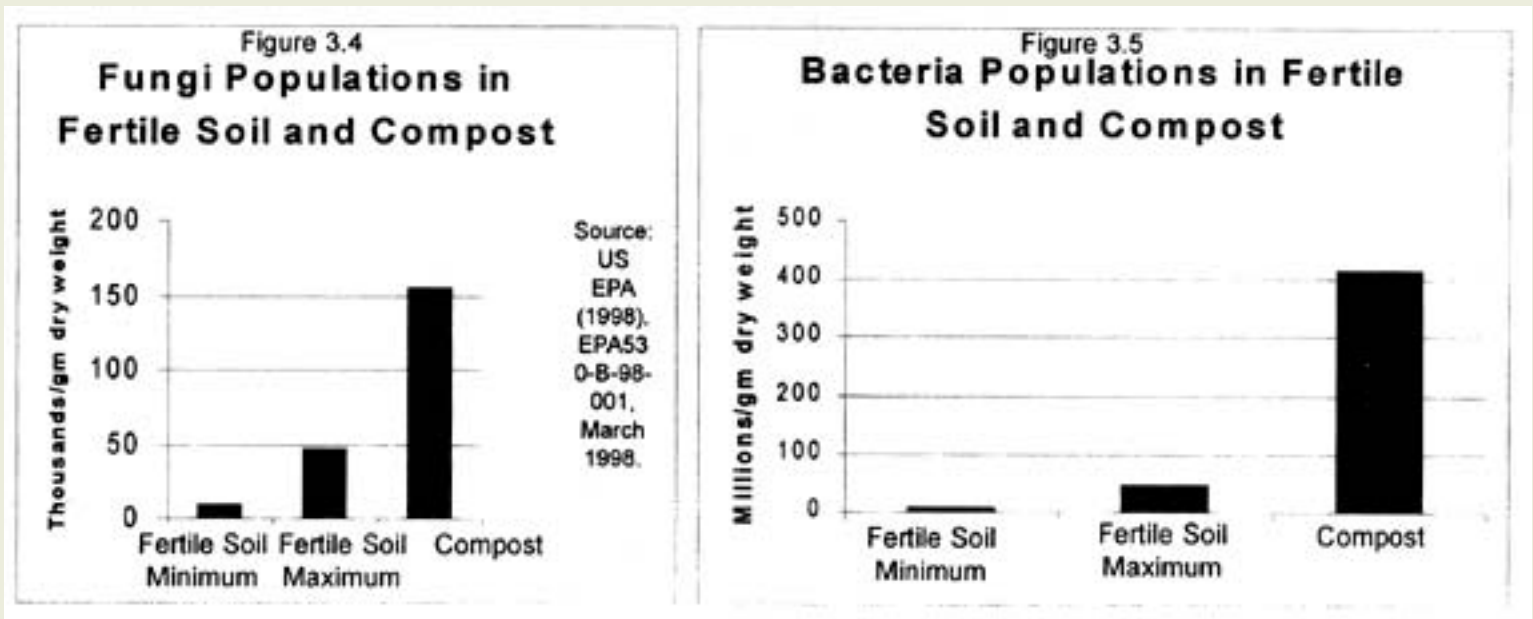 Figure 3.4
Fungi Populations in
Fertile Soil and Compost
Thousands/gm dry weight
200
150
100
50
0
Fertile Soil
Minimum
Fertile Soil
Maximum
Compost
Source:
US
EPA
(1998).
EPA53
0-B-98-
001,
March
1998.
Figure 3.5
Bacteria Populations in Fertile
Soil and Compost
Millions/gm dry weight
500
400
300
200
100
0
Fertile Soil
Minimum
Fertile Soil
Maximum
Compost